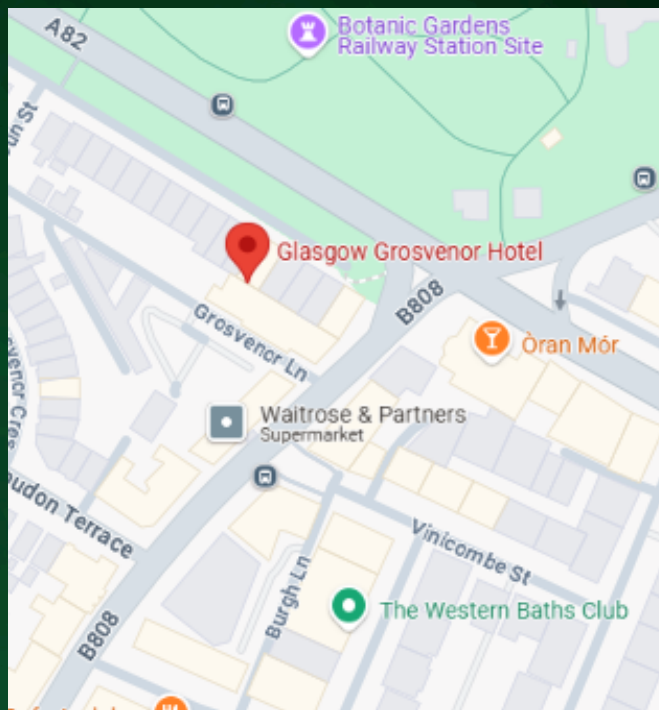 A82
Botanic Gardens
Railway Station Site
Glasgow Grosvenor Hotel
B808
Grosvenor Ln
Òran Mór
Waitrose & Partners
Supermarket
Terrace
Vinicombe St
Burgh Ln
The Western Baths Club
B808